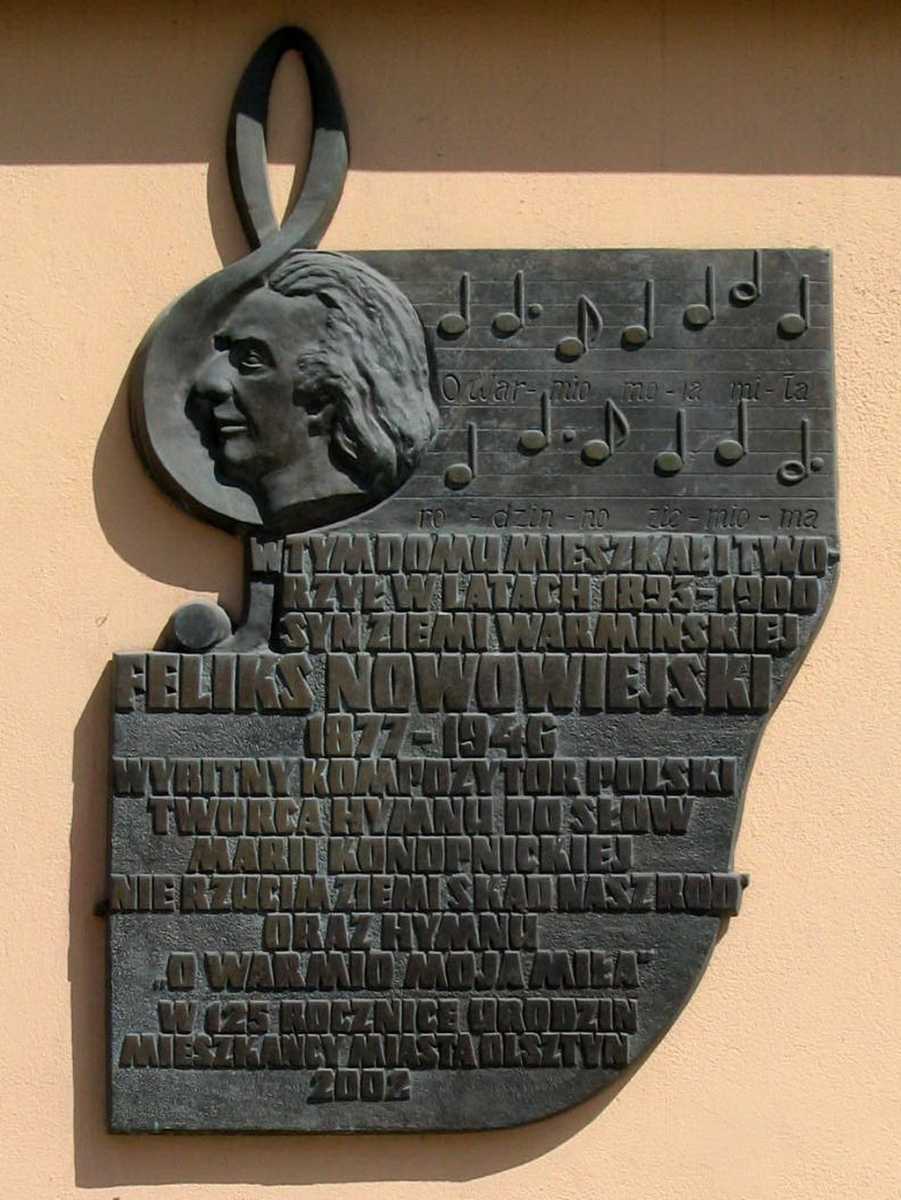 O War-mio mo-ja mi-ła
ro - dzin - no zie - mio - ma
W TYM DOMU MIESZKAŁ I TWO
RZYŁ W LATACH 1893-1900
SYN ZIEMI WARMIŃSKIEJ
FELIKS NOWOWIEJSKI
1877 - 1946
WYBITNY KOMPOZYTOR POLSKI
TWÓRCA HYMNU DO SŁÓW
MARII KONOPNICKIEJ
NIE RZUCIM ZIEMI SKĄD NASZ RÓD
ORAZ HYMNU
„O WARMIO MOJA MIŁA"
W 125 ROCZNICĘ URODZIN
MIESZKAŃCY MIASTA OLSZTYN
2002